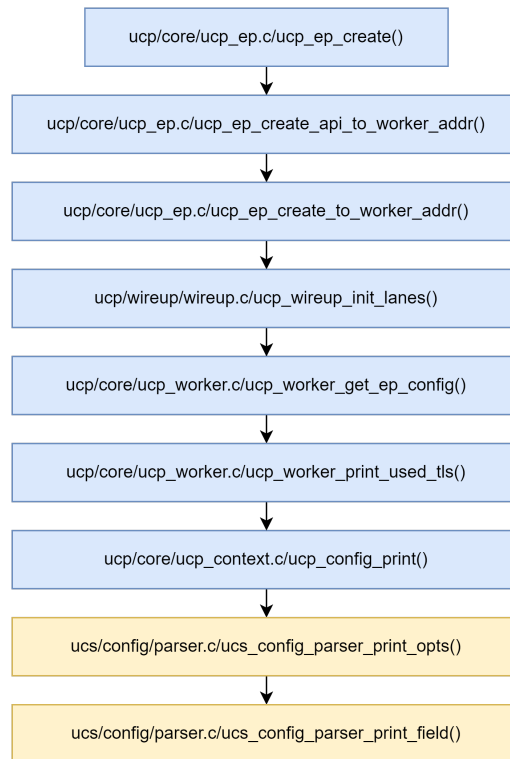 ucp/core/ucp_ep.c/ucp_ep_create()
ucp/core/ucp_ep.c/ucp_ep_create_api_to_worker_addr()
ucp/core/ucp_ep.c/ucp_ep_create_to_worker_addr()
ucp/wireup/wireup.c/ucp_wireup_init_lanes()
ucp/core/ucp_worker.c/ucp_worker_get_ep_config()
ucp/core/ucp_worker.c/ucp_worker_print_used_tls()
ucp/core/ucp_context.c/ucp_config_print()
ucs/config/parser.c/ucs_config_parser_print_opts()
ucs/config/parser.c/ucs_config_parser_print_field()